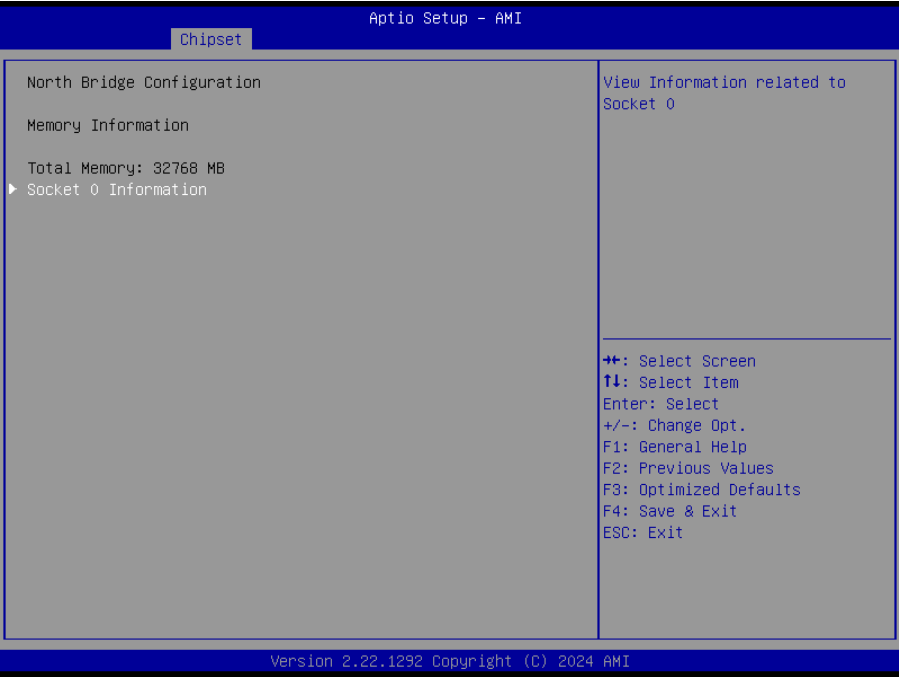 Aptio Setup - AMI
Chipset
North Bridge Configuration
Memory Information
Total Memory: 32768 MB
Socket 0 Information
View Information related to
Socket 0
→←: Select Screen
↑↓: Select Item
Enter: Select
+/-: Change Opt.
F1: General Help
F2: Previous Values
F3: Optimized Defaults
F4: Save & Exit
ESC: Exit
Version 2.22.1292 Copyright (C) 2024 AMI